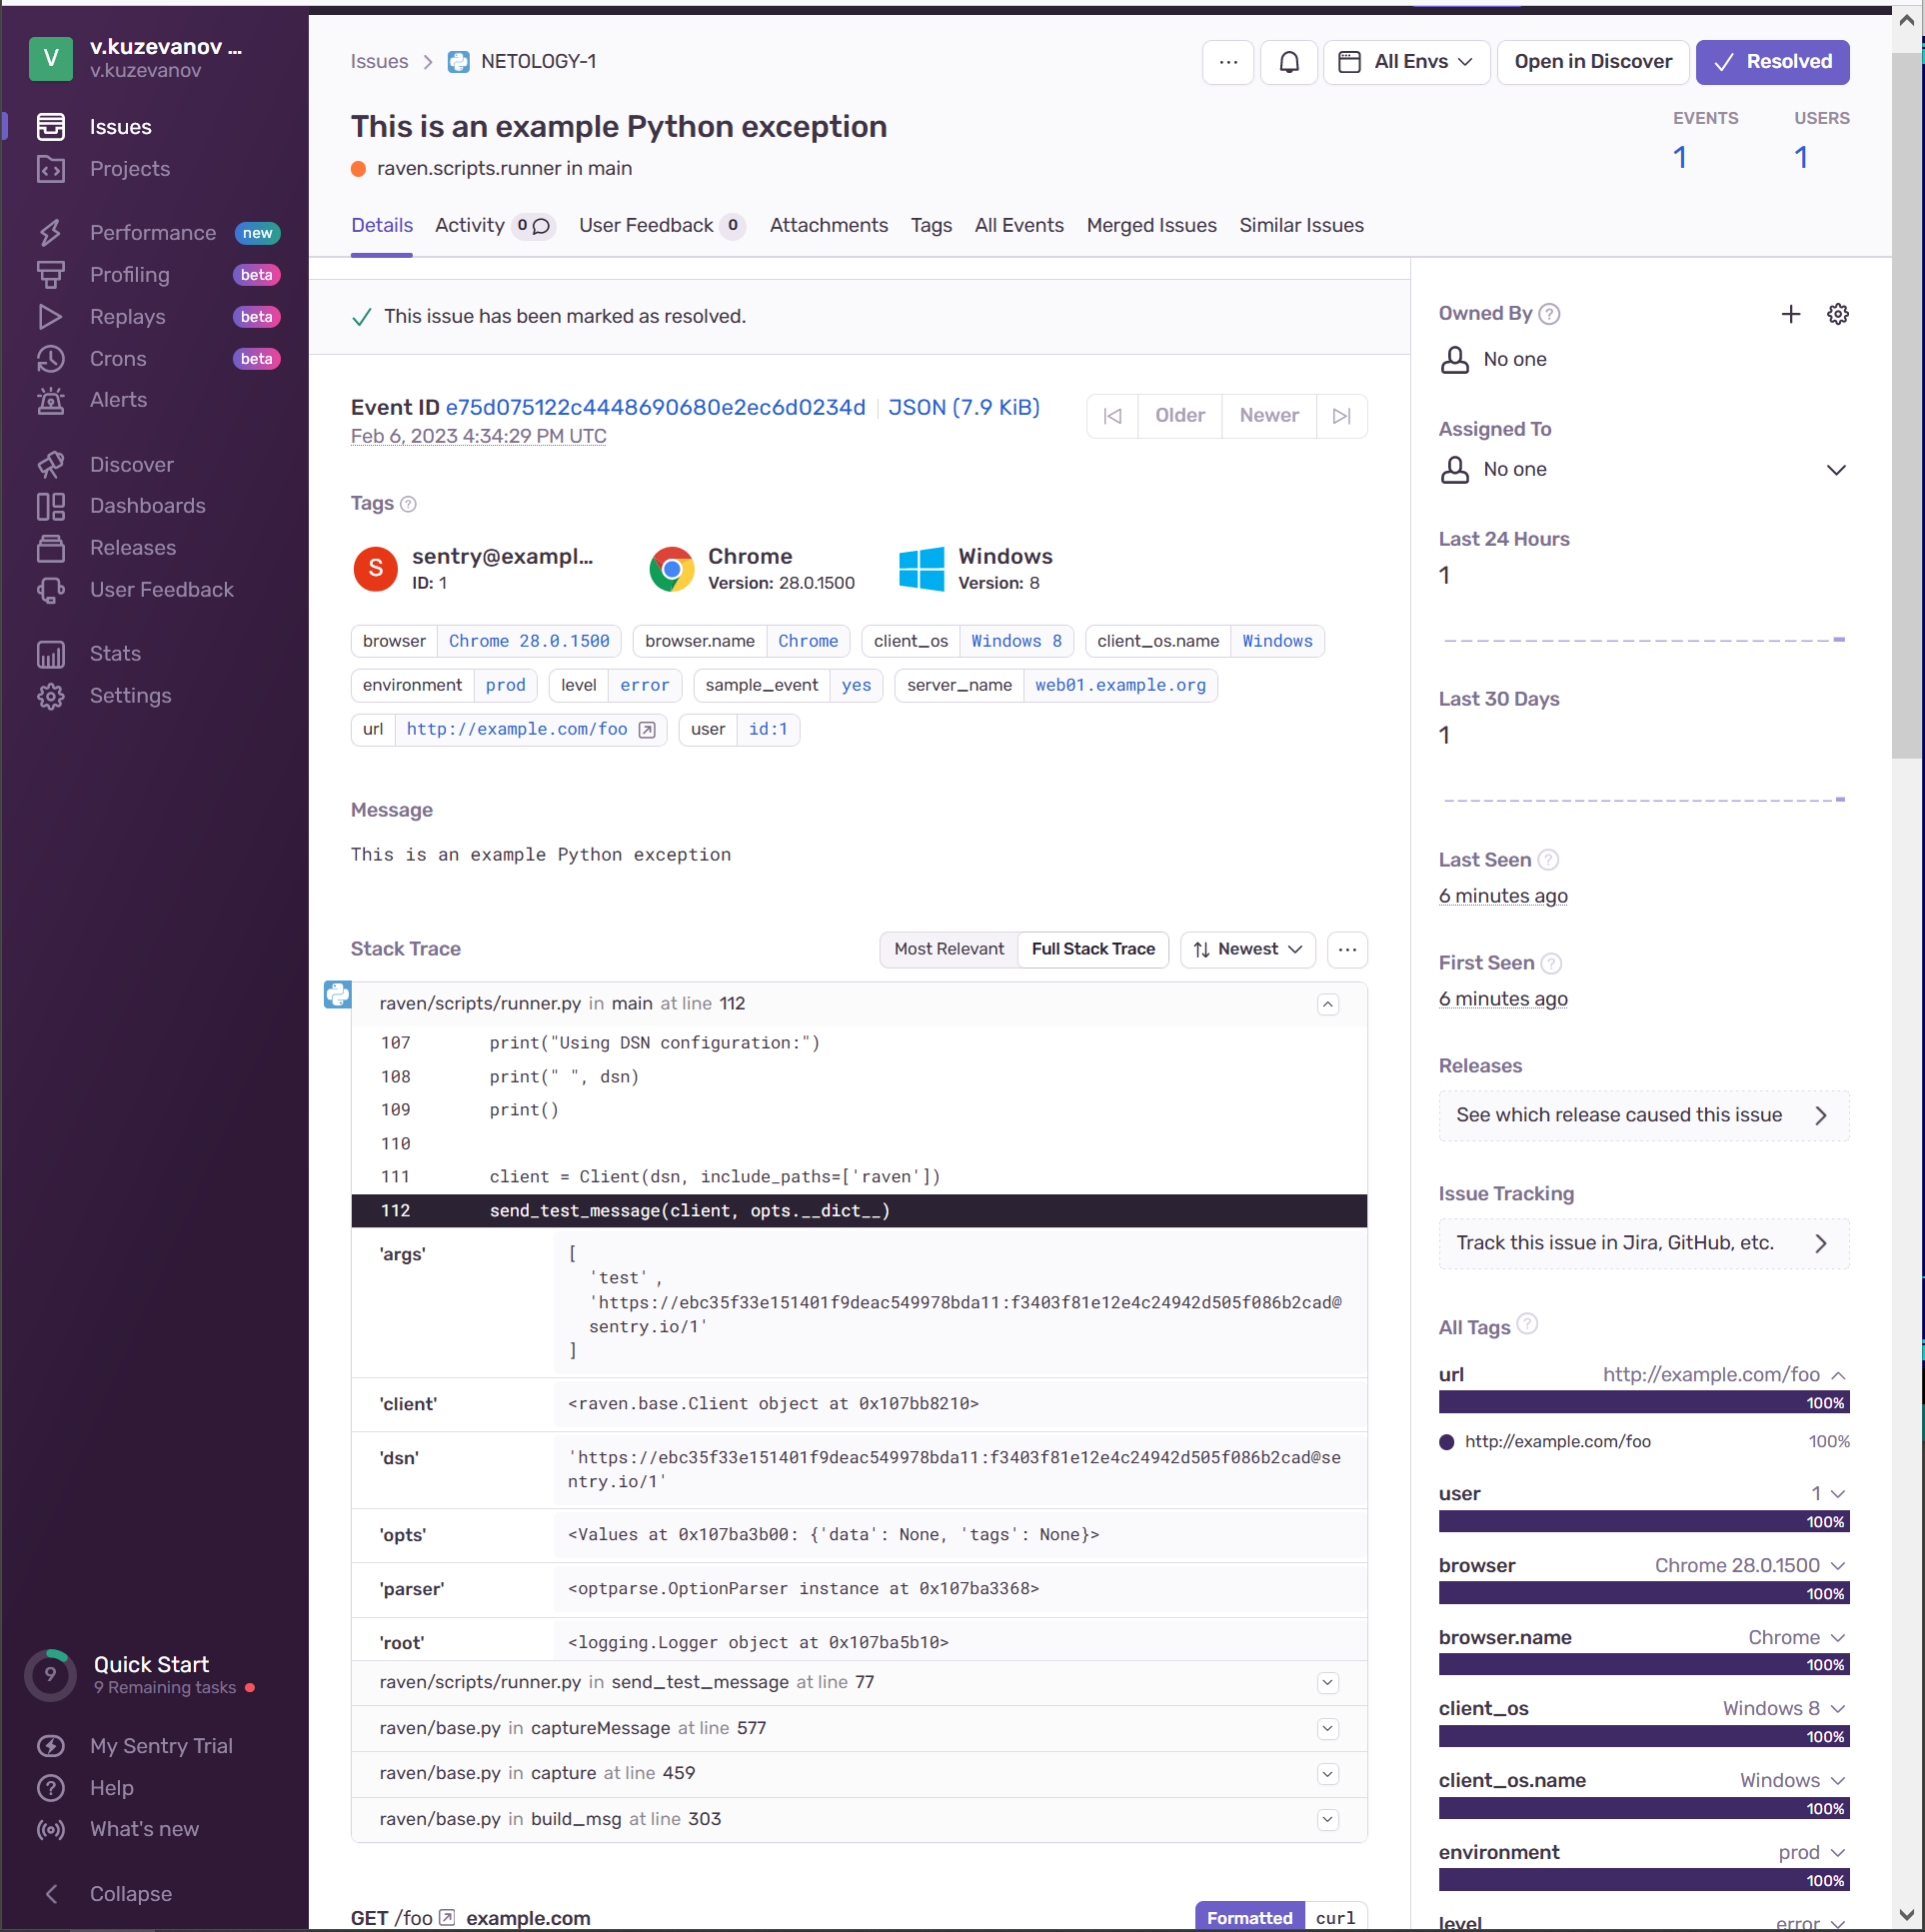 V
v.kuzevanov ...
v.kuzevanov
Issues
Projects
Performance new
Profiling beta
Replays beta
Crons beta
Alerts
Discover
Dashboards
Releases
User Feedback
Stats
Settings
9
Quick Start
9 Remaining tasks
My Sentry Trial
Help
What's new
Collapse
Issues > NETOLOGY-1
... All Envs Open in Discover Resolved
This is an example Python exception
raven.scripts.runner in main
EVENTS USERS
1 1
Details Activity 0 User Feedback 0 Attachments Tags All Events Merged Issues Similar Issues
This issue has been marked as resolved.
Event ID e75d075122c4448690680e2ec6d0234d | JSON (7.9 KiB)
Feb 6, 2023 4:34:29 PM UTC
Older Newer
Tags ?
S
sentry@exampl...
ID: 1
Chrome
Version: 28.0.1500
Windows
Version: 8
browser Chrome 28.0.1500 browser.name Chrome client_os Windows 8 client_os.name Windows
environment prod level error sample_event yes server_name web01.example.org
url http://example.com/foo user id:1
Message
This is an example Python exception
Stack Trace
Most Relevant Full Stack Trace Newest ...
raven/scripts/runner.py in main at line 112
107 print("Using DSN configuration:")
108 print(" ", dsn)
109 print()
110
111 client = Client(dsn, include_paths=['raven'])
112 send_test_message(client, opts.__dict__)
'args' [
'test' ,
'https://ebc35f33e151401f9deac549978bda11:f3403f81e12e4c24942d505f086b2cad@
sentry.io/1'
]
'client' <raven.base.Client object at 0x107bb8210>
'dsn' 'https://ebc35f33e151401f9deac549978bda11:f3403f81e12e4c24942d505f086b2cad@se
ntry.io/1'
'opts' <Values at 0x107ba3b00: {'data': None, 'tags': None}>
'parser' <optparse.OptionParser instance at 0x107ba3368>
'root' <logging.Logger object at 0x107ba5b10>
raven/scripts/runner.py in send_test_message at line 77
raven/base.py in captureMessage at line 577
raven/base.py in capture at line 459
raven/base.py in build_msg at line 303
GET /foo example.com
Formatted curl
Owned By ?
No one
Assigned To
No one
Last 24 Hours
1
Last 30 Days
1
Last Seen ?
6 minutes ago
First Seen ?
6 minutes ago
Releases
See which release caused this issue
Issue Tracking
Track this issue in Jira, GitHub, etc.
All Tags ?
url http://example.com/foo
100%
http://example.com/foo 100%
user 1
100%
browser Chrome 28.0.1500
100%
browser.name Chrome
100%
client_os Windows 8
100%
client_os.name Windows
100%
environment prod
100%
level error